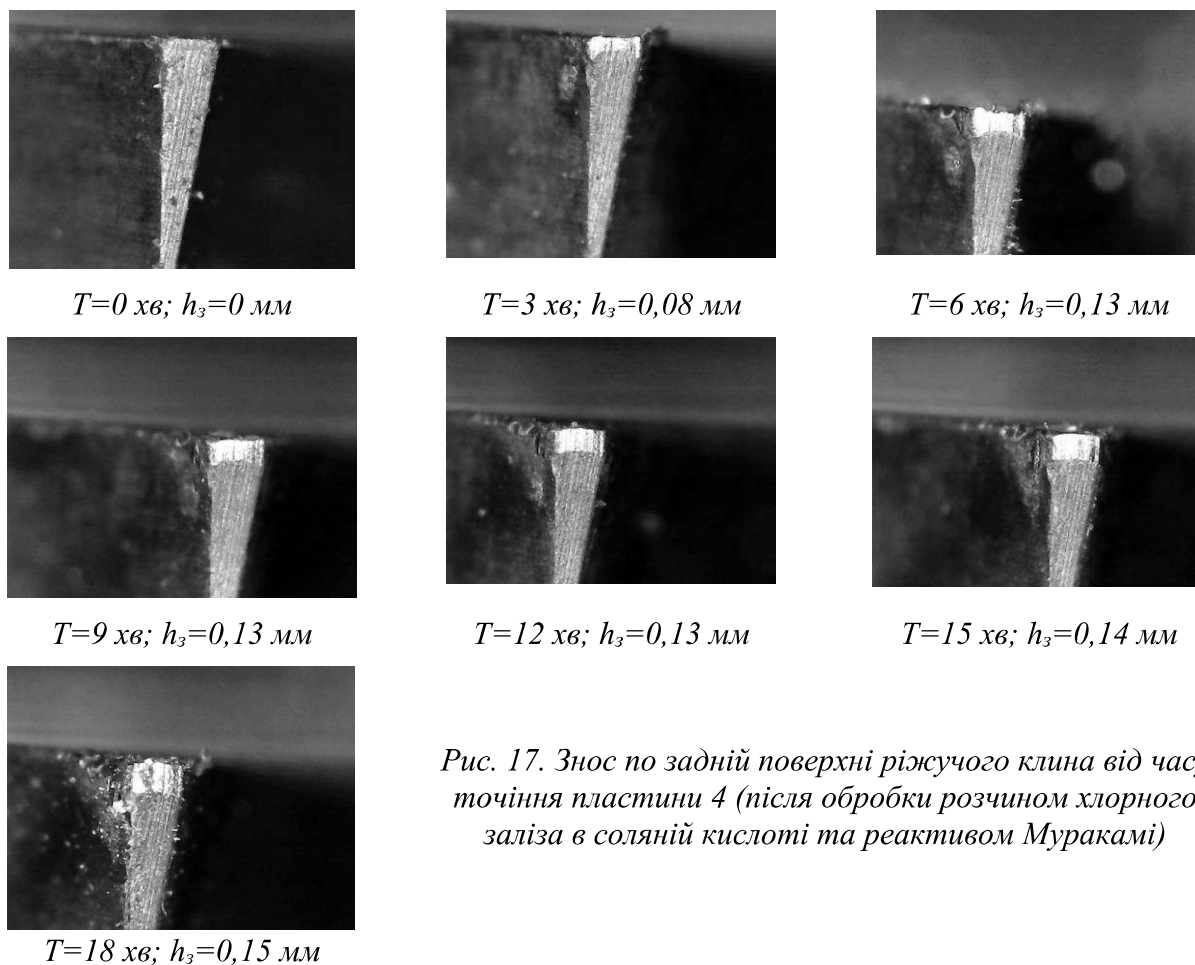 T=0 хв; hз=0 мм
T=3 хв; hз=0,08 мм
T=6 хв; hз=0,13 мм
T=9 хв; hз=0,13 мм
T=12 хв; hз=0,13 мм
T=15 хв; hз=0,14 мм
T=18 хв; hз=0,15 мм
Рис. 17. Знос по задній поверхні ріжучого клина від часу
точіння пластини 4 (після обробки розчином хлорного
заліза в соляній кислоті та реактивом Муракамі)